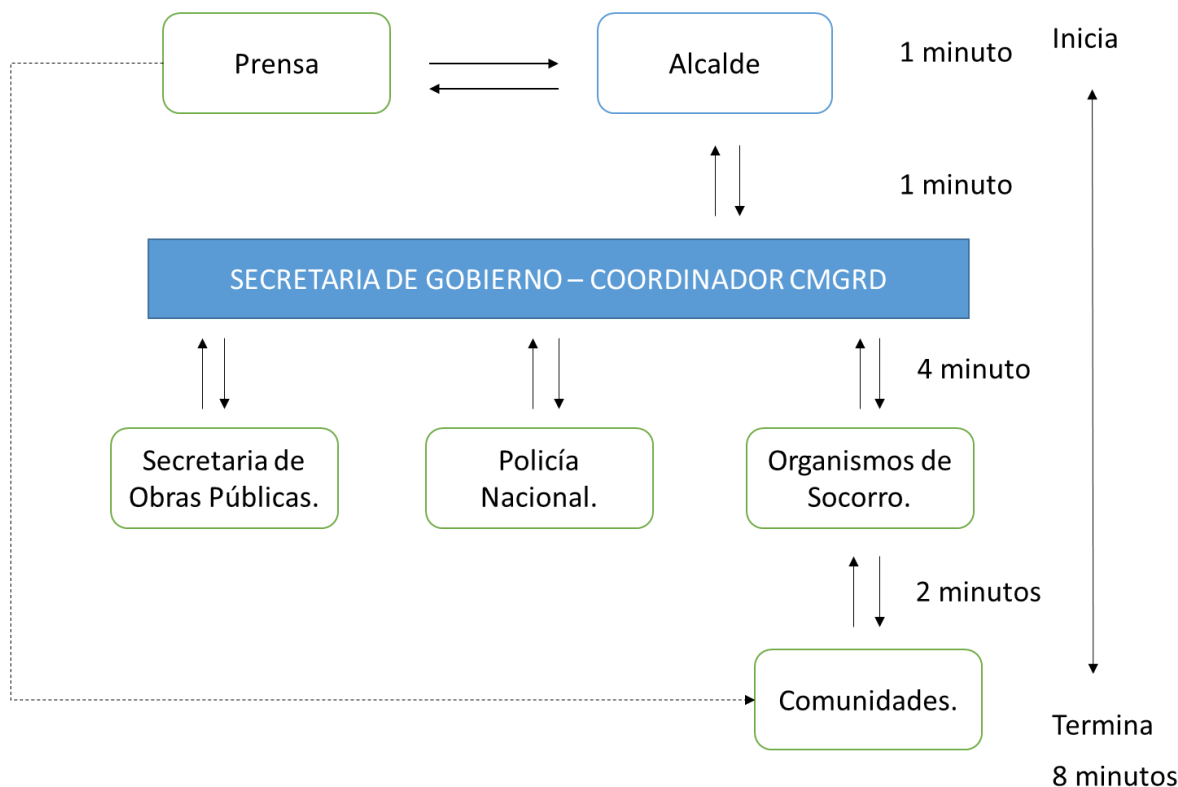 Prensa
Alcalde
1 minuto
Inicia
1 minuto
SECRETARIA DE GOBIERNO – COORDINADOR CMGRD
4 minuto
Secretaria de
Obras Públicas.
Policía
Nacional.
Organismos de
Socorro.
2 minutos
Comunidades.
Termina
8 minutos